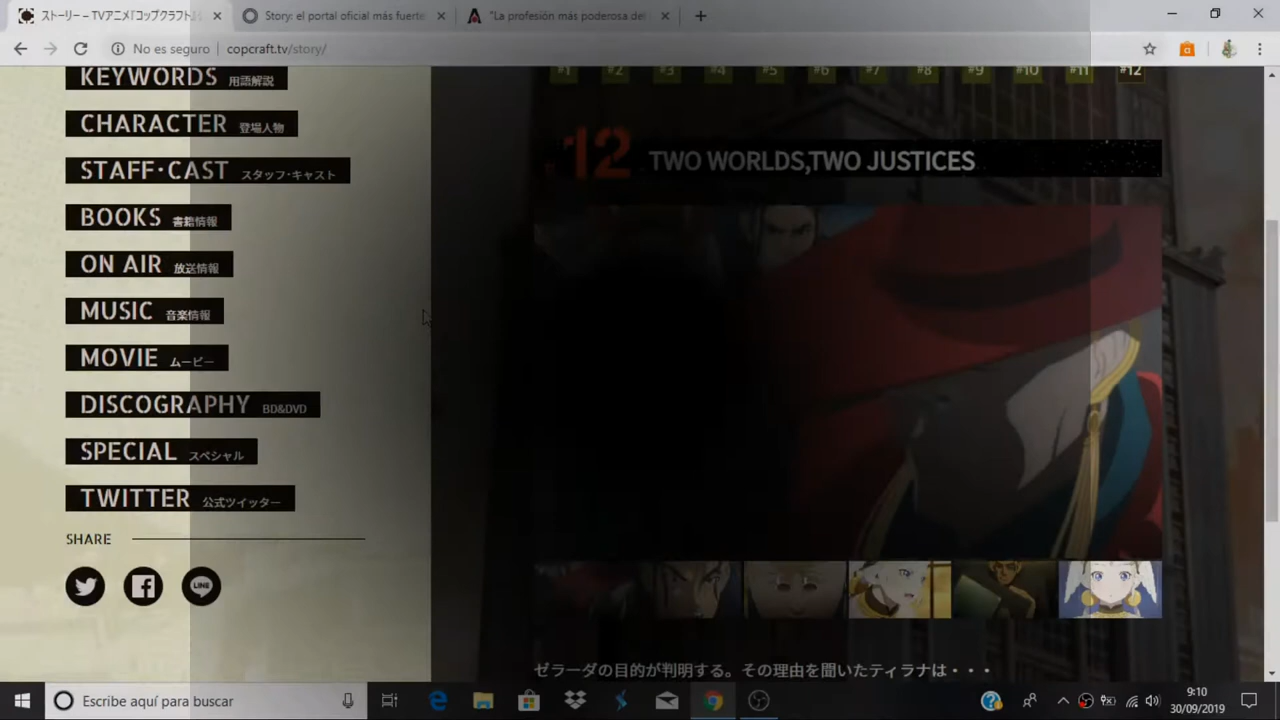 ストーリー – TVアニメ『コップクラフト』
Story: el portal oficial más fuerte
"La profesión más poderosa del
No es seguro copcraft.tv/story/
KEYWORDS 用語解説
CHARACTER 登場人物
STAFF・CAST スタッフ・キャスト
BOOKS 書籍情報
ON AIR 放送情報
MUSIC 音楽情報
MOVIE ムービー
DISCOGRAPHY BD&DVD
SPECIAL スペシャル
TWITTER 公式ツイッター
SHARE
LINE
#1 #2 #3 #4 #5 #6 #7 #8 #9 #10 #11 #12
12 TWO WORLDS,TWO JUSTICES
ゼラーダの目的が判明する。その理由を聞いたティラナは・・・
Escribe aquí para buscar
9:10
30/09/2019